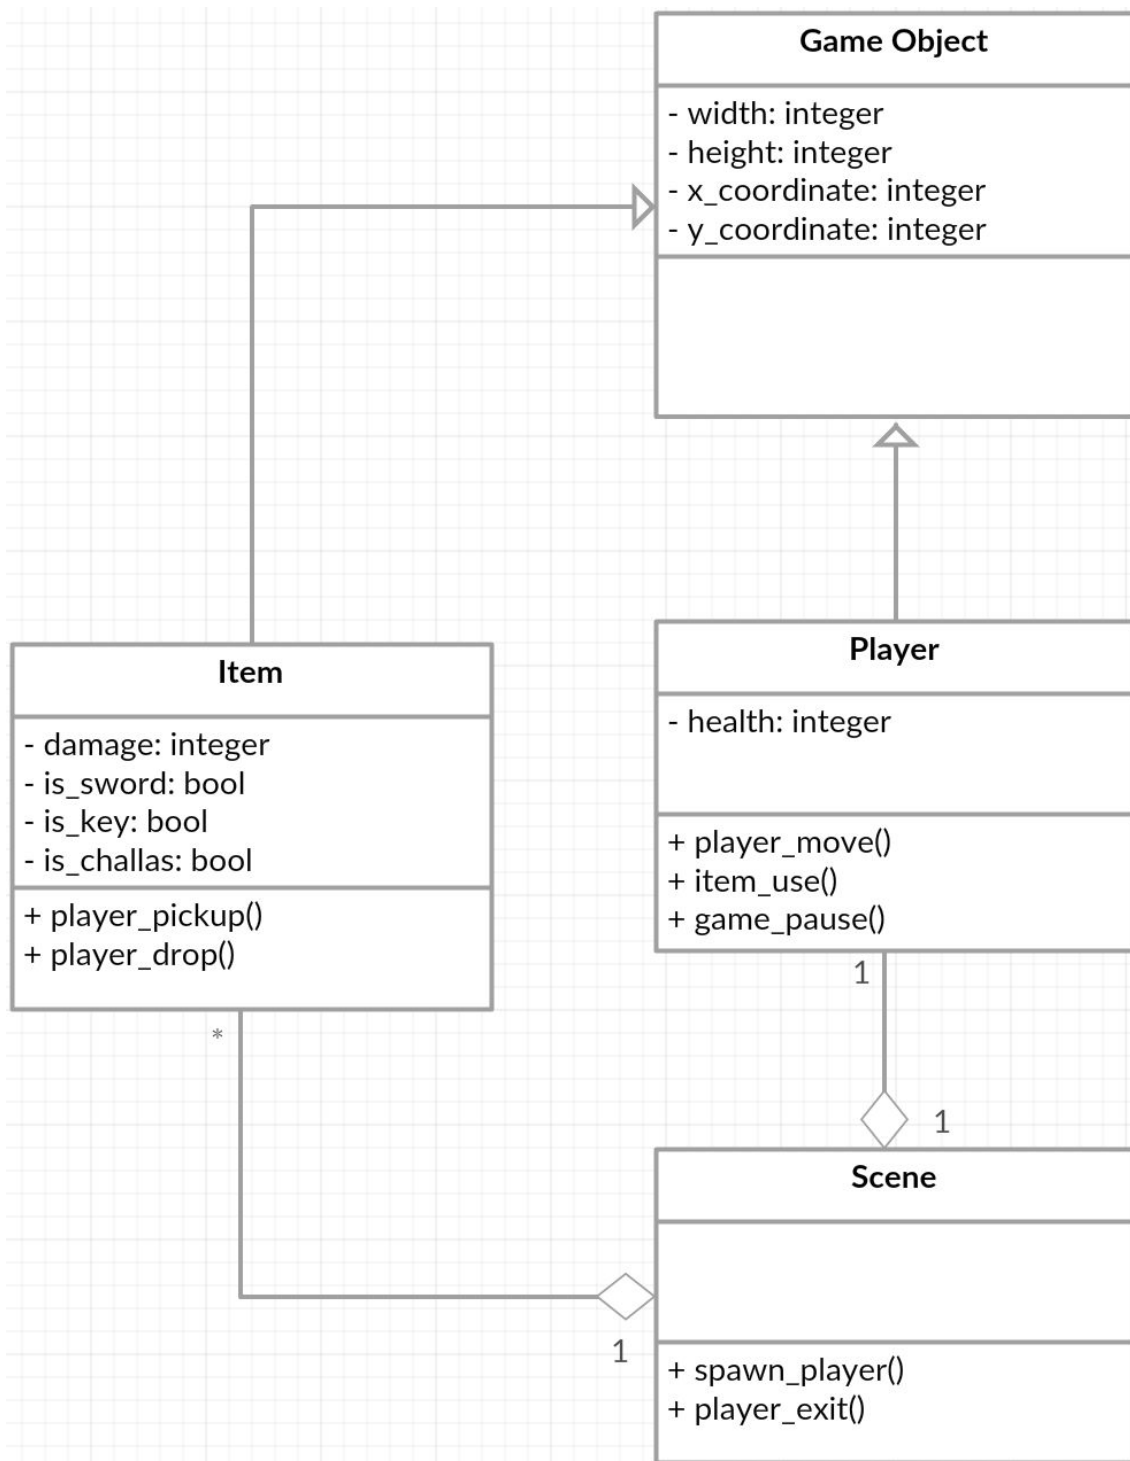 Game Object
- width: integer
- height: integer
- x_coordinate: integer
- y_coordinate: integer
Item
- damage: integer
- is_sword: bool
- is_key: bool
- is_challas: bool
+ player_pickup()
+ player_drop()
*
Player
- health: integer
+ player_move()
+ item_use()
+ game_pause()
1
1
Scene
1
+ spawn_player()
+ player_exit()